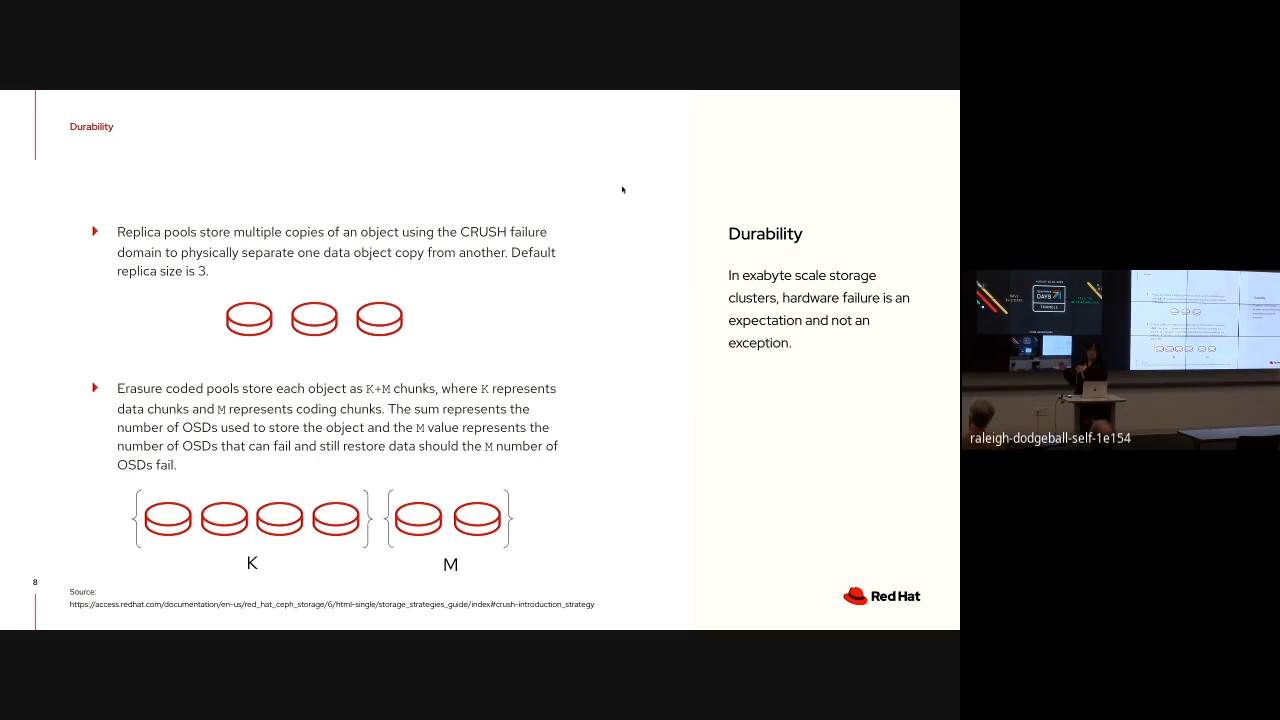 Durability
Replica pools store multiple copies of an object using the CRUSH failure
domain to physically separate one data object copy from another. Default
replica size is 3.
Erasure coded pools store each object as K+M chunks, where K represents
data chunks and M represents coding chunks. The sum represents the
number of OSDs used to store the object and the M value represents the
number of OSDs that can fail and still restore data should the M number of
OSDs fail.
K
M
8
Source:
https://access.redhat.com/documentation/en-us/red_hat_ceph_storage/6/html-single/storage_strategies_guide/index#crush-introduction_strategy
Durability
In exabyte scale storage
clusters, hardware failure is an
expectation and not an
exception.
Red Hat
DAYS
raleigh-dodgeball-self-1e154